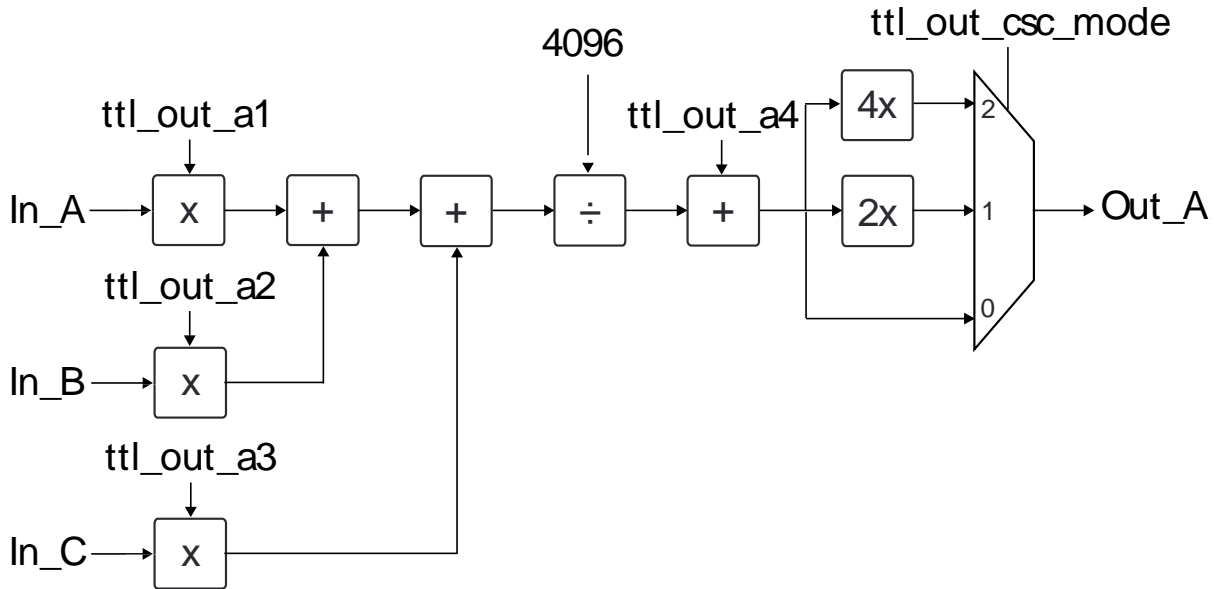 ttl_out_csc_mode
4096
ttl_out_a1
ttl_out_a4
4x
2
In_A
x
+
+
÷
+
2x
1
Out_A
ttl_out_a2
0
In_B
x
ttl_out_a3
In_C
x